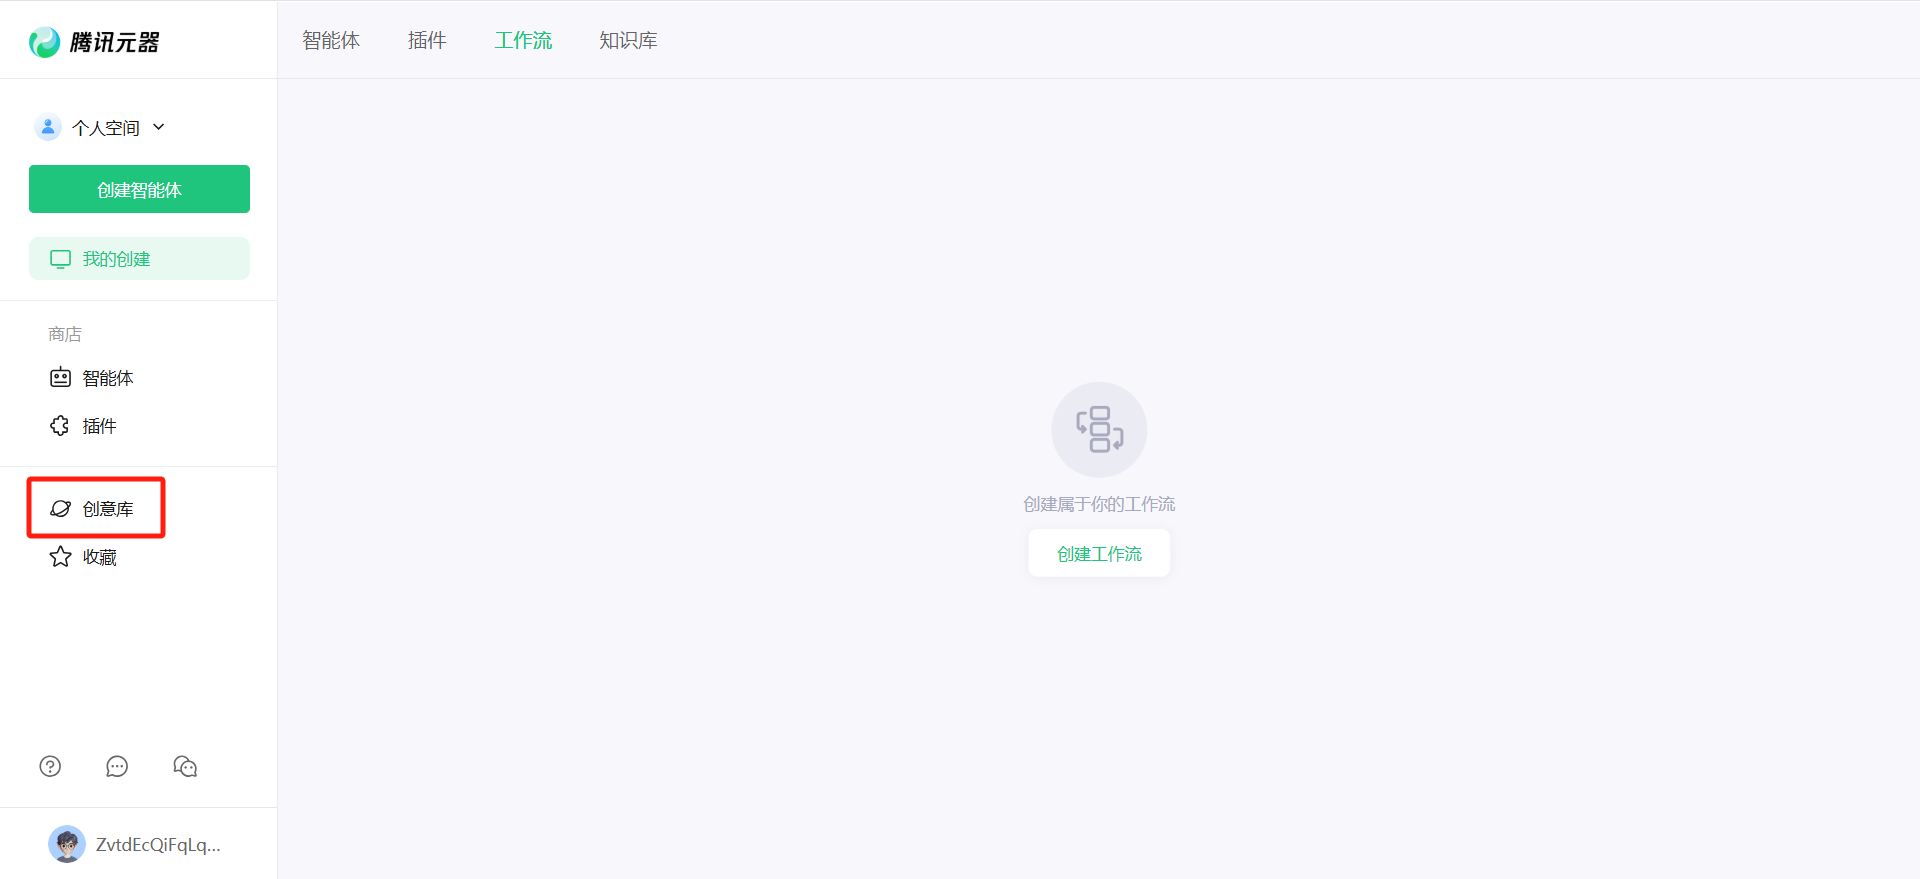 腾讯元器
智能体
插件
工作流
知识库
个人空间
创建智能体
我的创建
商店
智能体
插件
创意库
收藏
创建属于你的工作流
创建工作流
ZvtdEcQiFqLq...